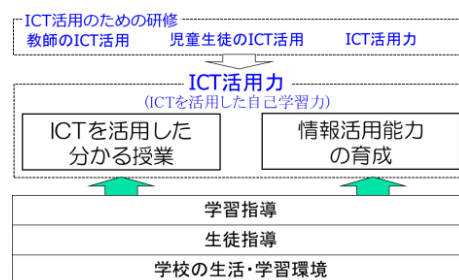 ICT活用のための研修
教師のICT活用 児童生徒のICT活用 ICT活用力
ICT活用力
(ICTを活用した自己学習力)
ICTを活用した
分かる授業
情報活用能力
の育成
学習指導
生徒指導
学校の生活・学習環境